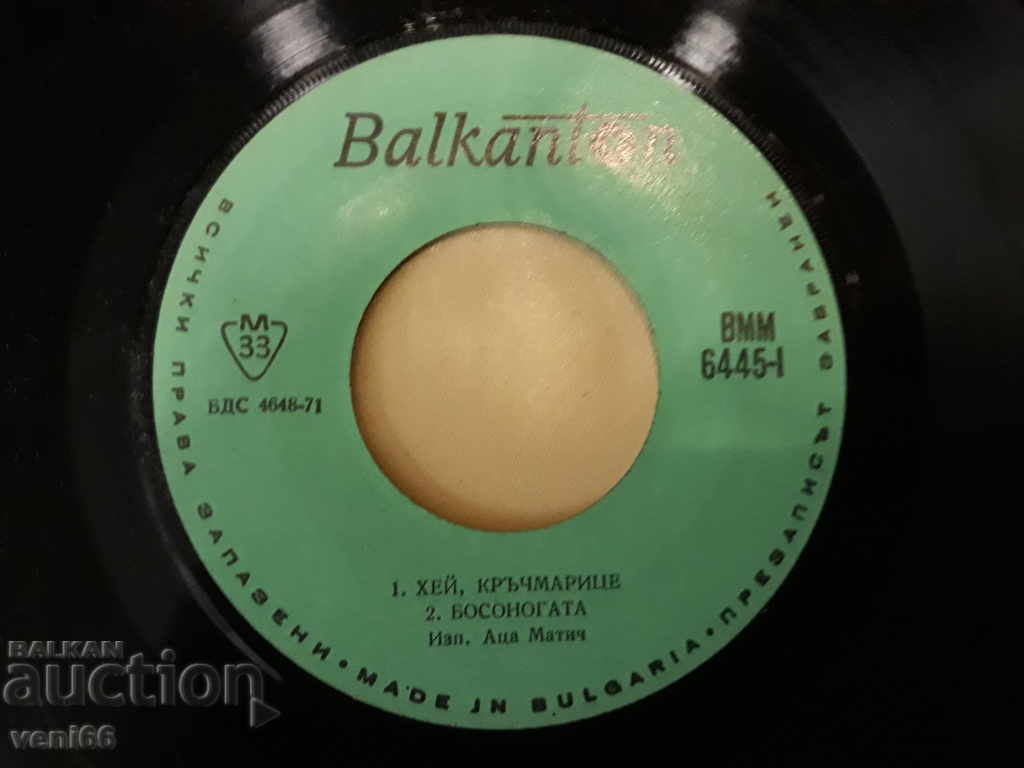 Balkanton
ВСИЧКИ ПРАВА ЗАПАЗЕНИ • MADE JN BULGARIA • ПРЕЗАПИСЪТ ЗАБРАНЕН
М
33
БДС 4648-71
ВММ
6445-I
1. ХЕЙ, КРЪЧМАРИЦЕ
2. БОСОНОГАТА
Изп. Аца Матич
BALKAN
auction
veni66